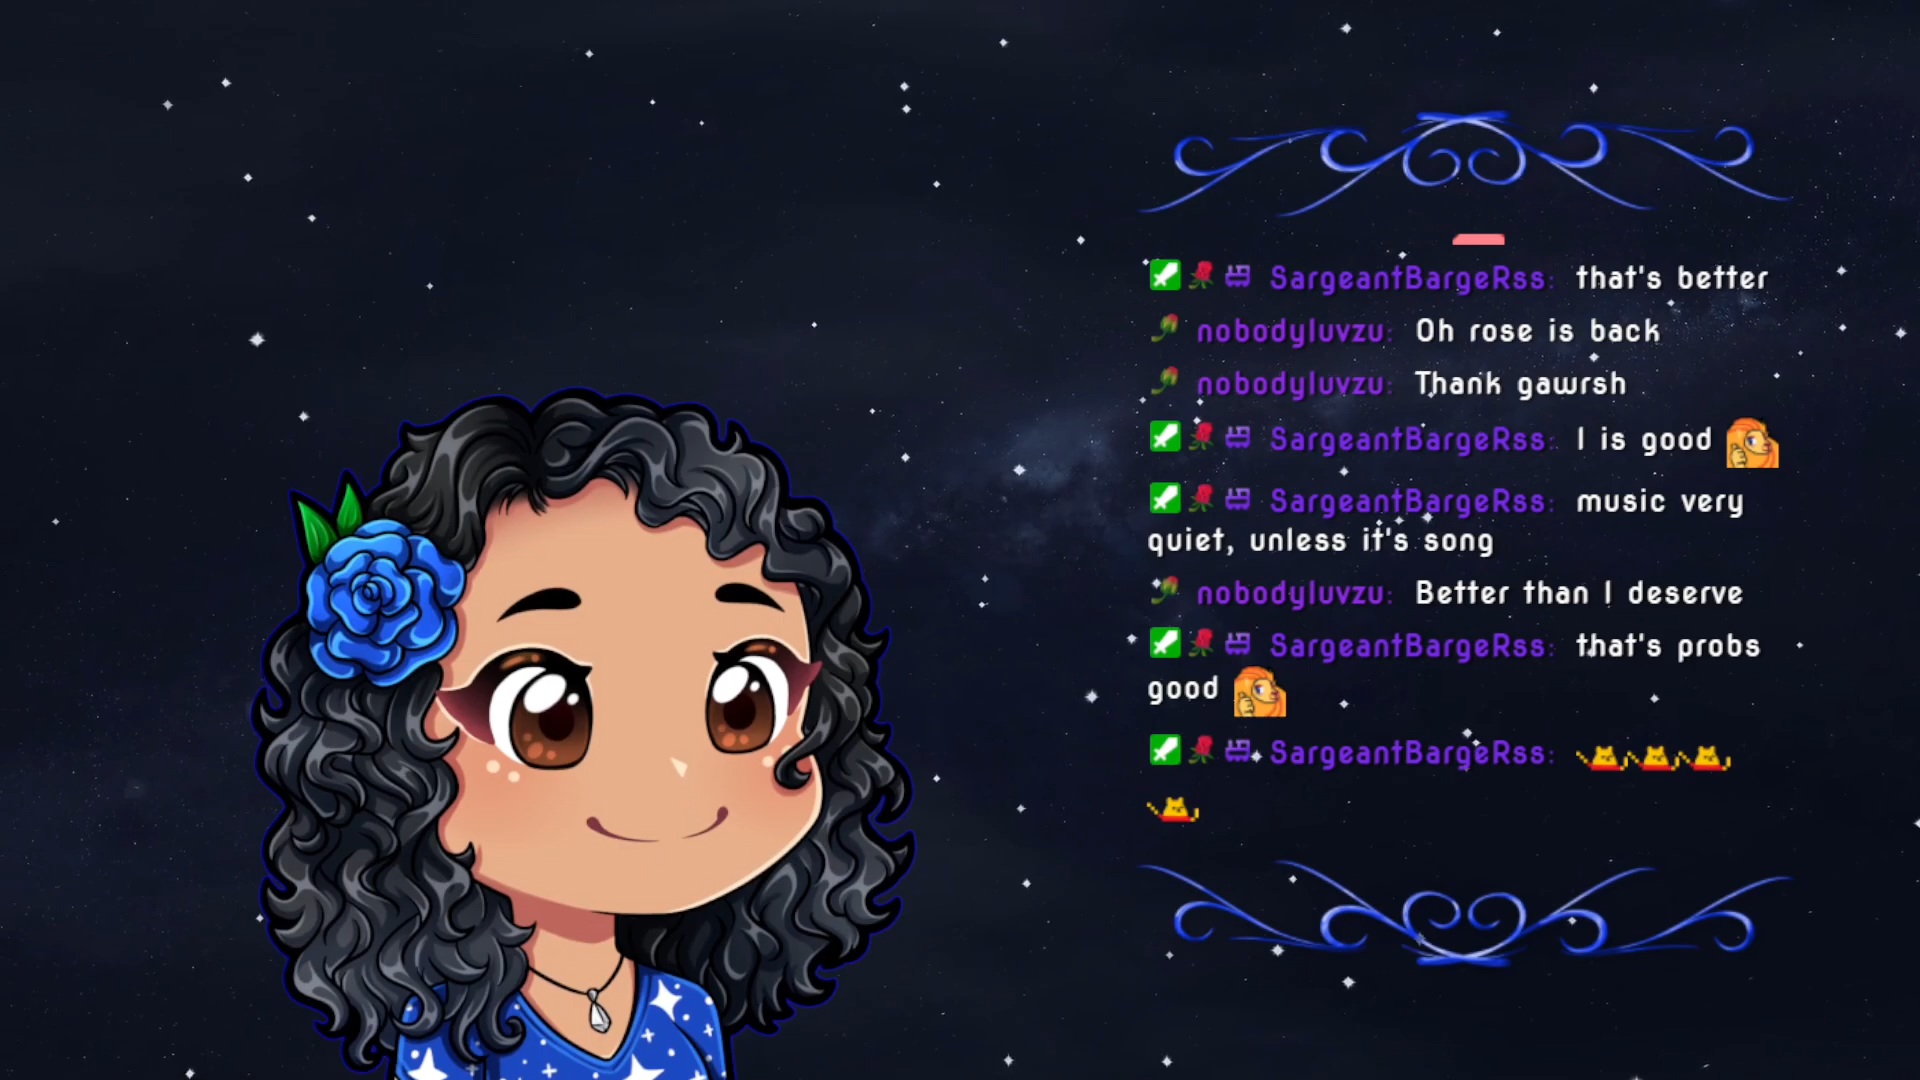 SargeantBargeRss: that's better
nobodyluvzu: Oh rose is back
nobodyluvzu: Thank gawrsh
SargeantBargeRss: I is good
SargeantBargeRss: music very
quiet, unless it's song
nobodyluvzu: Better than I deserve
SargeantBargeRss: that's probs
good
SargeantBargeRss: